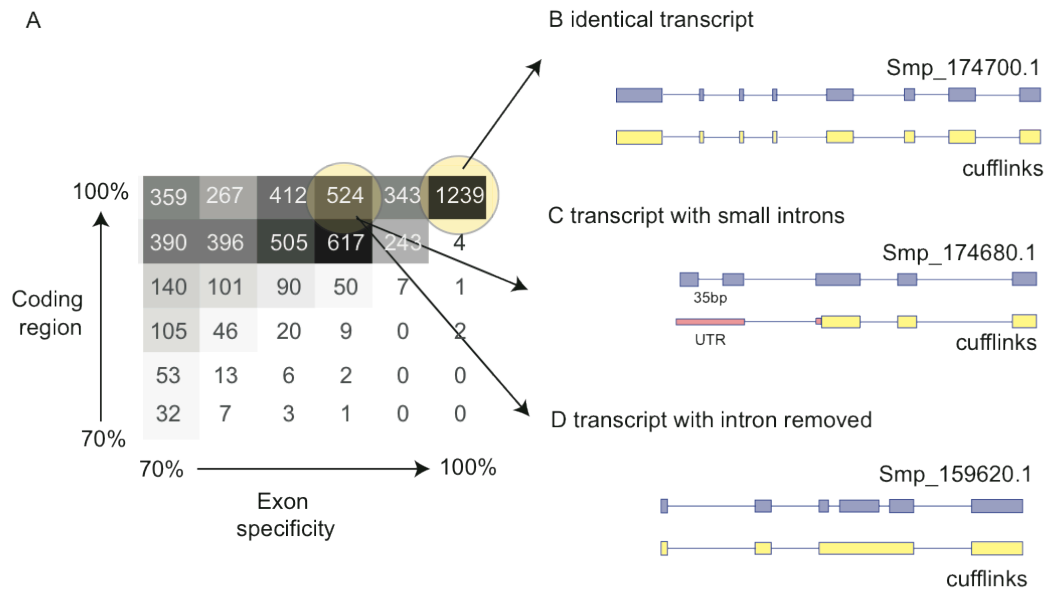 A
100%
Coding
region
70%
359 267 412 524 343 1239
390 396 505 617 243 4
140 101 90 50 7 1
105 46 20 9 0 2
53 13 6 2 0 0
32 7 3 1 0 0
70% 100%
Exon
specificity
B identical transcript
Smp_174700.1
cufflinks
C transcript with small introns
Smp_174680.1
35bp
UTR
cufflinks
D transcript with intron removed
Smp_159620.1
cufflinks